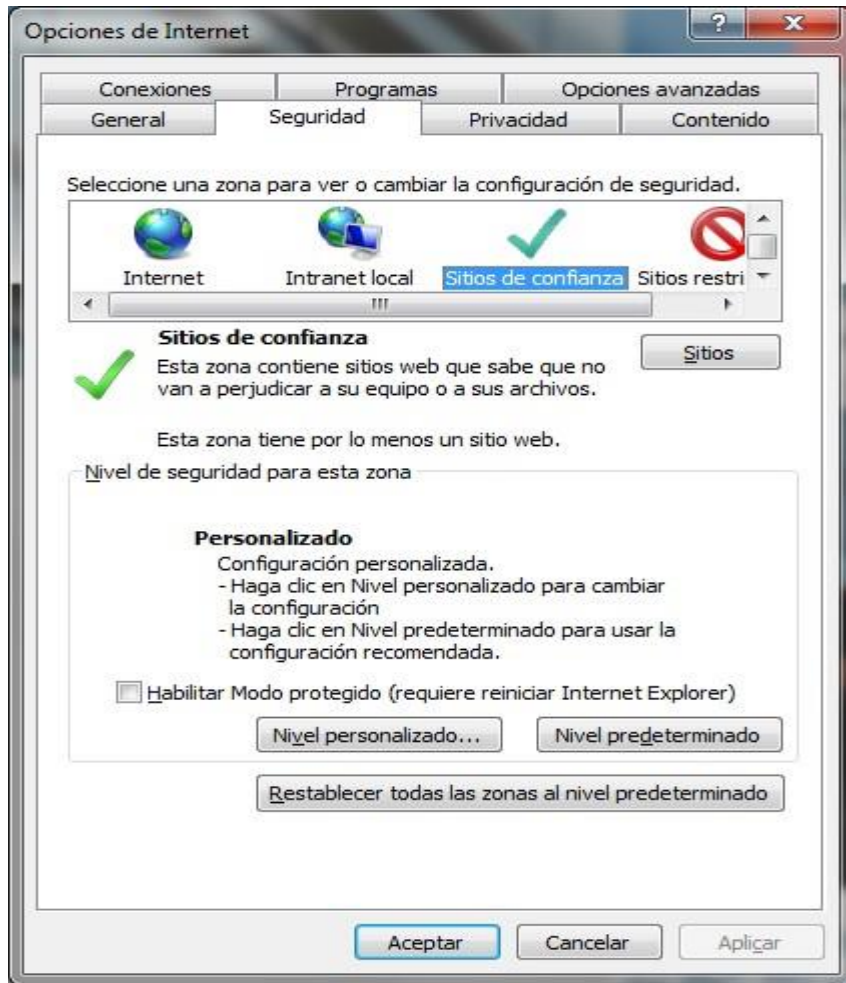 Opciones de Internet
Conexiones Programas Opciones avanzadas
General Seguridad Privacidad Contenido
Seleccione una zona para ver o cambiar la configuración de seguridad.
Internet Intranet local Sitios de confianza Sitios restri
Sitios de confianza
Sitios
Esta zona contiene sitios web que sabe que no
van a perjudicar a su equipo o a sus archivos.
Esta zona tiene por lo menos un sitio web.
Nivel de seguridad para esta zona
Personalizado
Configuración personalizada.
- Haga clic en Nivel personalizado para cambiar
la configuración
- Haga clic en Nivel predeterminado para usar la
configuración recomendada.
Habilitar Modo protegido (requiere reiniciar Internet Explorer)
Nivel personalizado... Nivel predeterminado
Restablecer todas las zonas al nivel predeterminado
Aceptar Cancelar Aplicar